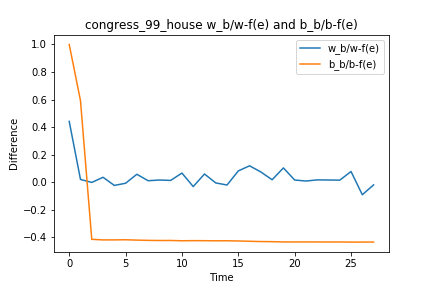 congress_99_house w_b/w-f(e) and b_b/b-f(e)
w_b/w-f(e)
b_b/b-f(e)
Difference
1.0
0.8
0.6
0.4
0.2
0.0
−0.2
−0.4
0 5 10 15 20 25
Time